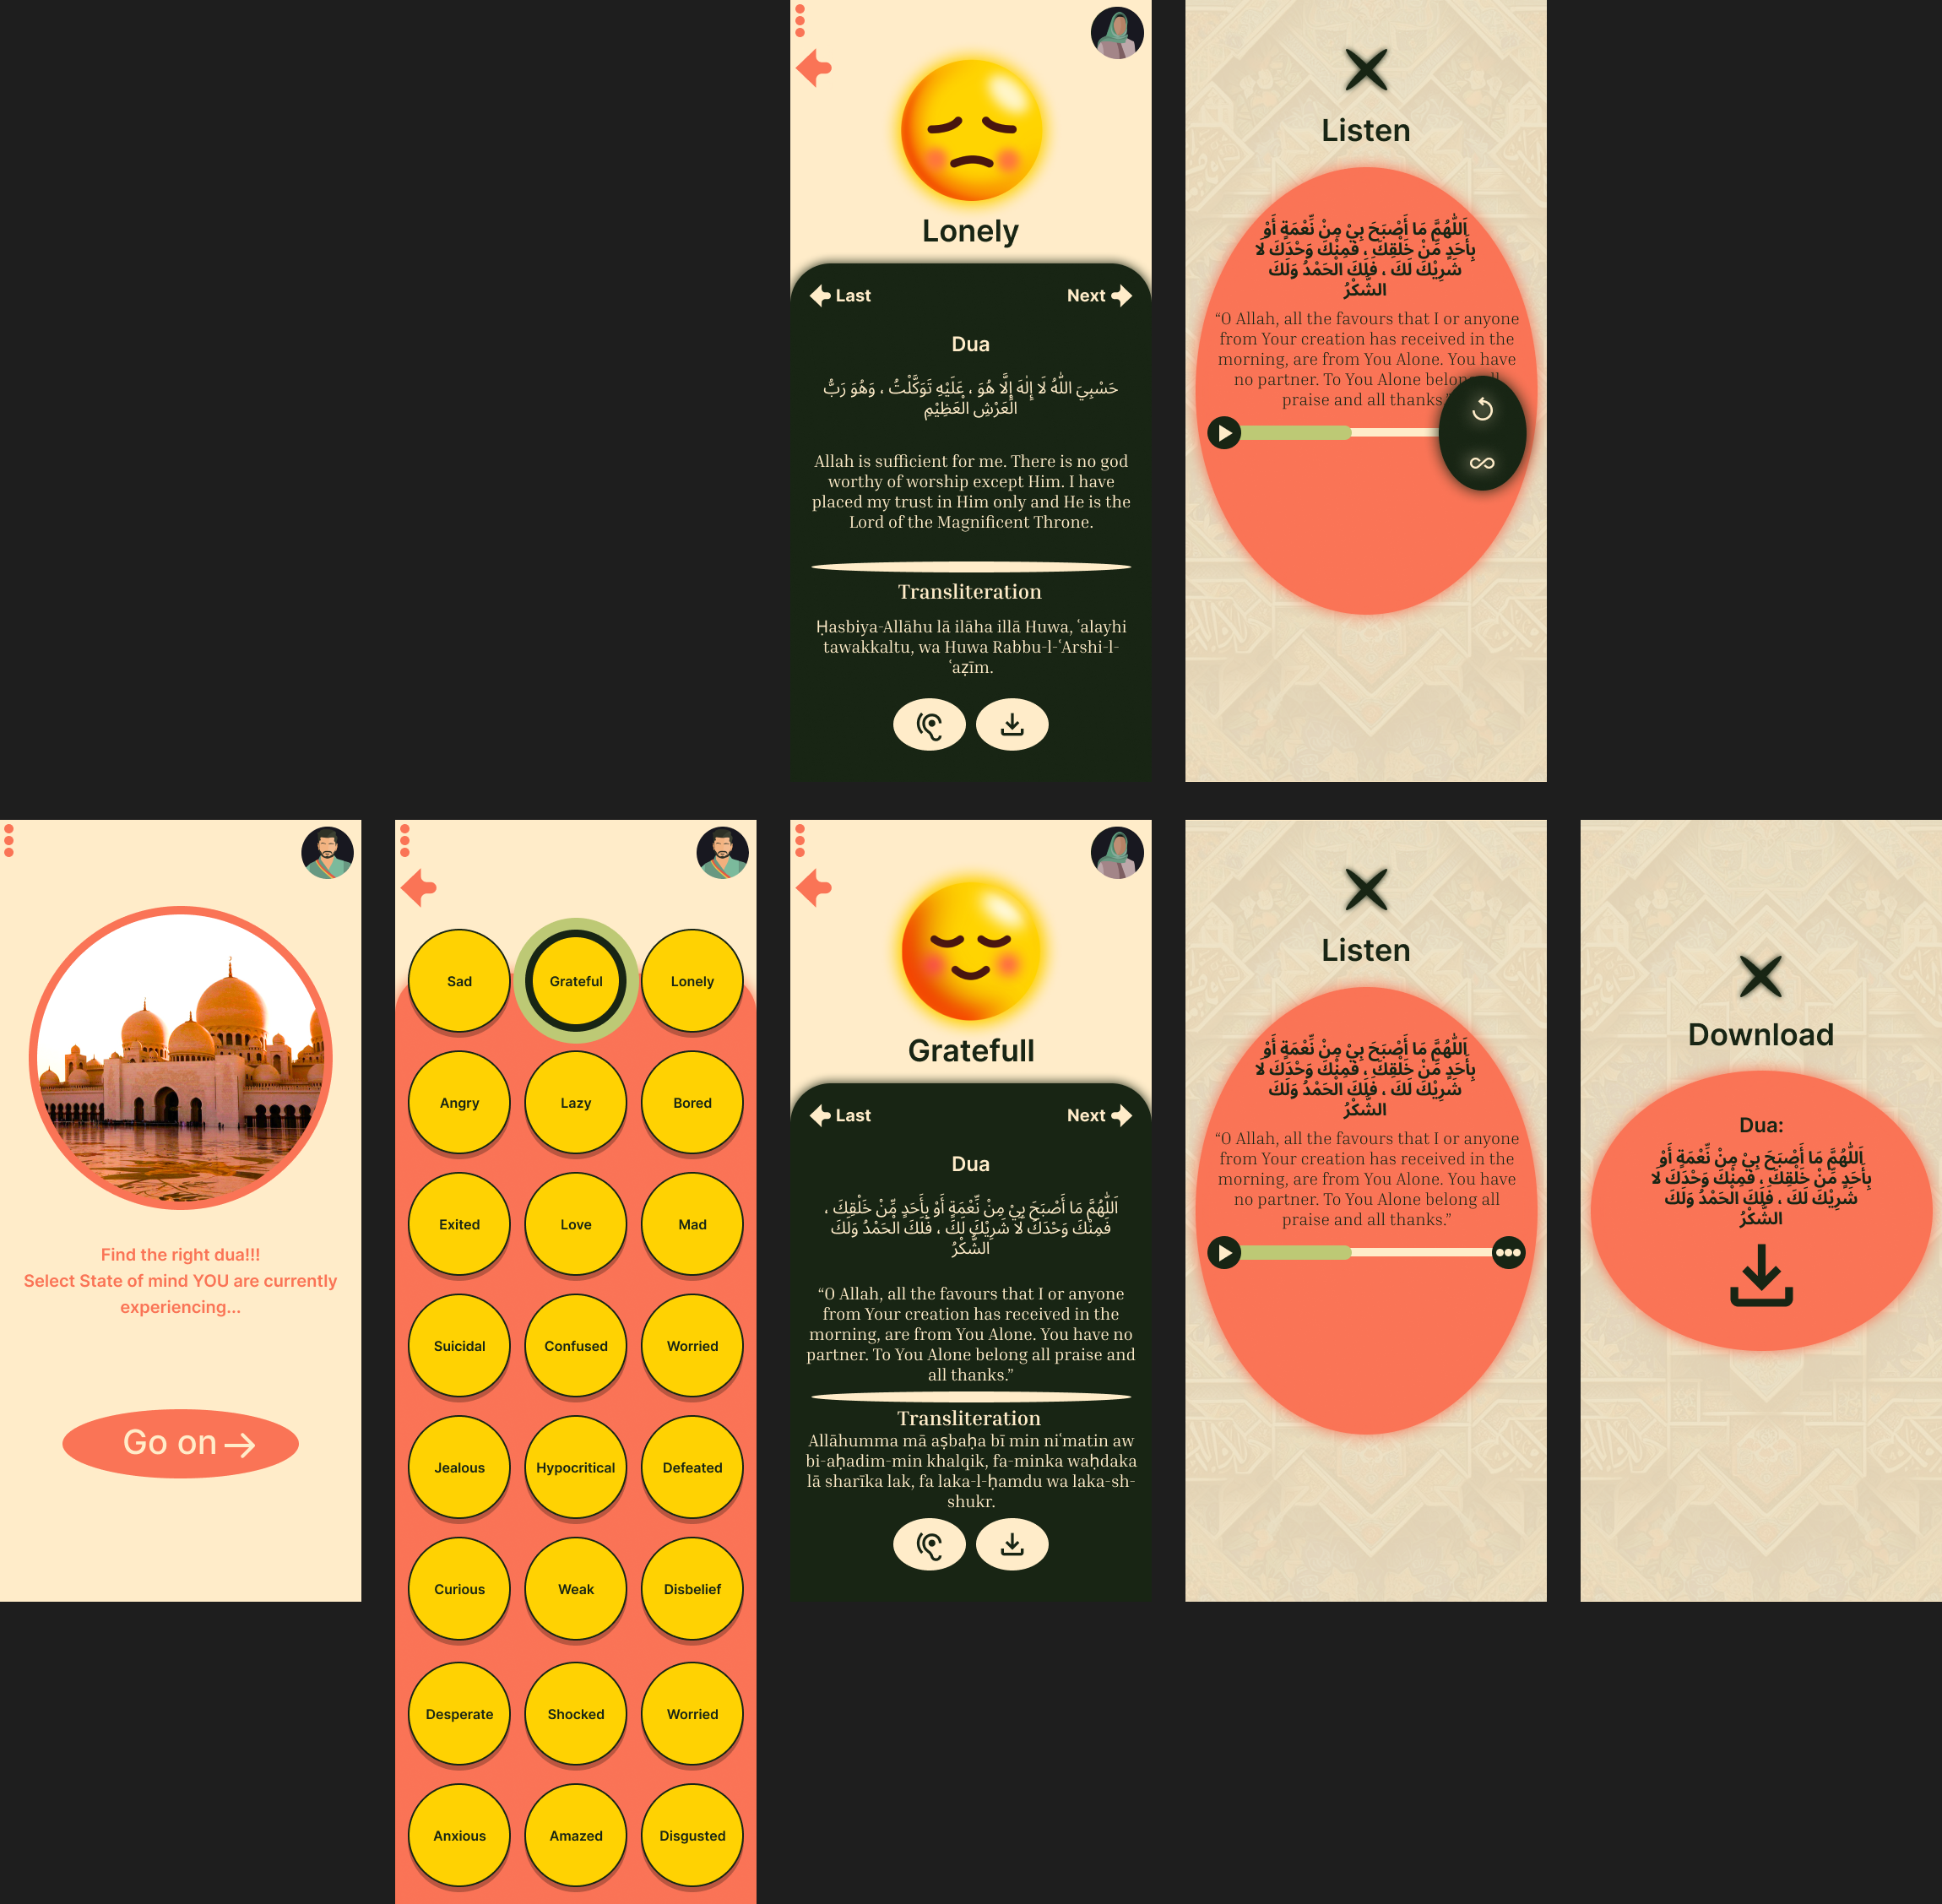 Lonely
Last
Next
Dua
حَسْبِيَ اللّٰهُ لَا إِلٰهَ إِلَّا هُوَ ، عَلَيْهِ تَوَكَّلْتُ ، وَهُوَ رَبُّ
الْعَرْشِ الْعَظِيْمِ
Allah is sufficient for me. There is no god
worthy of worship except Him. I have
placed my trust in Him only and He is the
Lord of the Magnificent Throne.
Transliteration
Ḥasbiya-Allāhu lā ilāha illā Huwa, ʿalayhi
tawakkaltu, wa Huwa Rabbu-l-ʿArshi-l-
ʿaẓīm.
Listen
اَللّٰهُمَّ مَا أَصْبَحَ بِيْ مِنْ نِّعْمَةٍ أَوْ
بِأَحَدٍ مِّنْ خَلْقِكَ ، فَمِنْكَ وَحْدَكَ لَا
شَرِيْكَ لَكَ ، فَلَكَ الْحَمْدُ وَلَكَ
الشُّكْرُ
“O Allah, all the favours that I or anyone
from Your creation has received in the
morning, are from You Alone. You have
no partner. To You Alone belong all
praise and all thanks.”
Find the right dua!!!
Select State of mind YOU are currently
experiencing...
Go on
Sad
Grateful
Lonely
Angry
Lazy
Bored
Exited
Love
Mad
Suicidal
Confused
Worried
Jealous
Hypocritical
Defeated
Curious
Weak
Disbelief
Desperate
Shocked
Worried
Anxious
Amazed
Disgusted
Gratefull
Last
Next
Dua
اَللّٰهُمَّ مَا أَصْبَحَ بِيْ مِنْ نِّعْمَةٍ أَوْ بِأَحَدٍ مِّنْ خَلْقِكَ ،
فَمِنْكَ وَحْدَكَ لَا شَرِيْكَ لَكَ ، فَلَكَ الْحَمْدُ وَلَكَ
الشُّكْرُ
“O Allah, all the favours that I or anyone
from Your creation has received in the
morning, are from You Alone. You have no
partner. To You Alone belong all praise and
all thanks.”
Transliteration
Allāhumma mā aṣbaḥa bī min niʿmatin aw
bi-aḥadim-min khalqik, fa-minka waḥdaka
lā sharīka lak, fa laka-l-ḥamdu wa laka-sh-
shukr.
Listen
اَللّٰهُمَّ مَا أَصْبَحَ بِيْ مِنْ نِّعْمَةٍ أَوْ
بِأَحَدٍ مِّنْ خَلْقِكَ ، فَمِنْكَ وَحْدَكَ لَا
شَرِيْكَ لَكَ ، فَلَكَ الْحَمْدُ وَلَكَ
الشُّكْرُ
“O Allah, all the favours that I or anyone
from Your creation has received in the
morning, are from You Alone. You have
no partner. To You Alone belong all
praise and all thanks.”
Download
Dua:
اَللّٰهُمَّ مَا أَصْبَحَ بِيْ مِنْ نِّعْمَةٍ أَوْ
بِأَحَدٍ مِّنْ خَلْقِكَ ، فَمِنْكَ وَحْدَكَ لَا
شَرِيْكَ لَكَ ، فَلَكَ الْحَمْدُ وَلَكَ
الشُّكْرُ